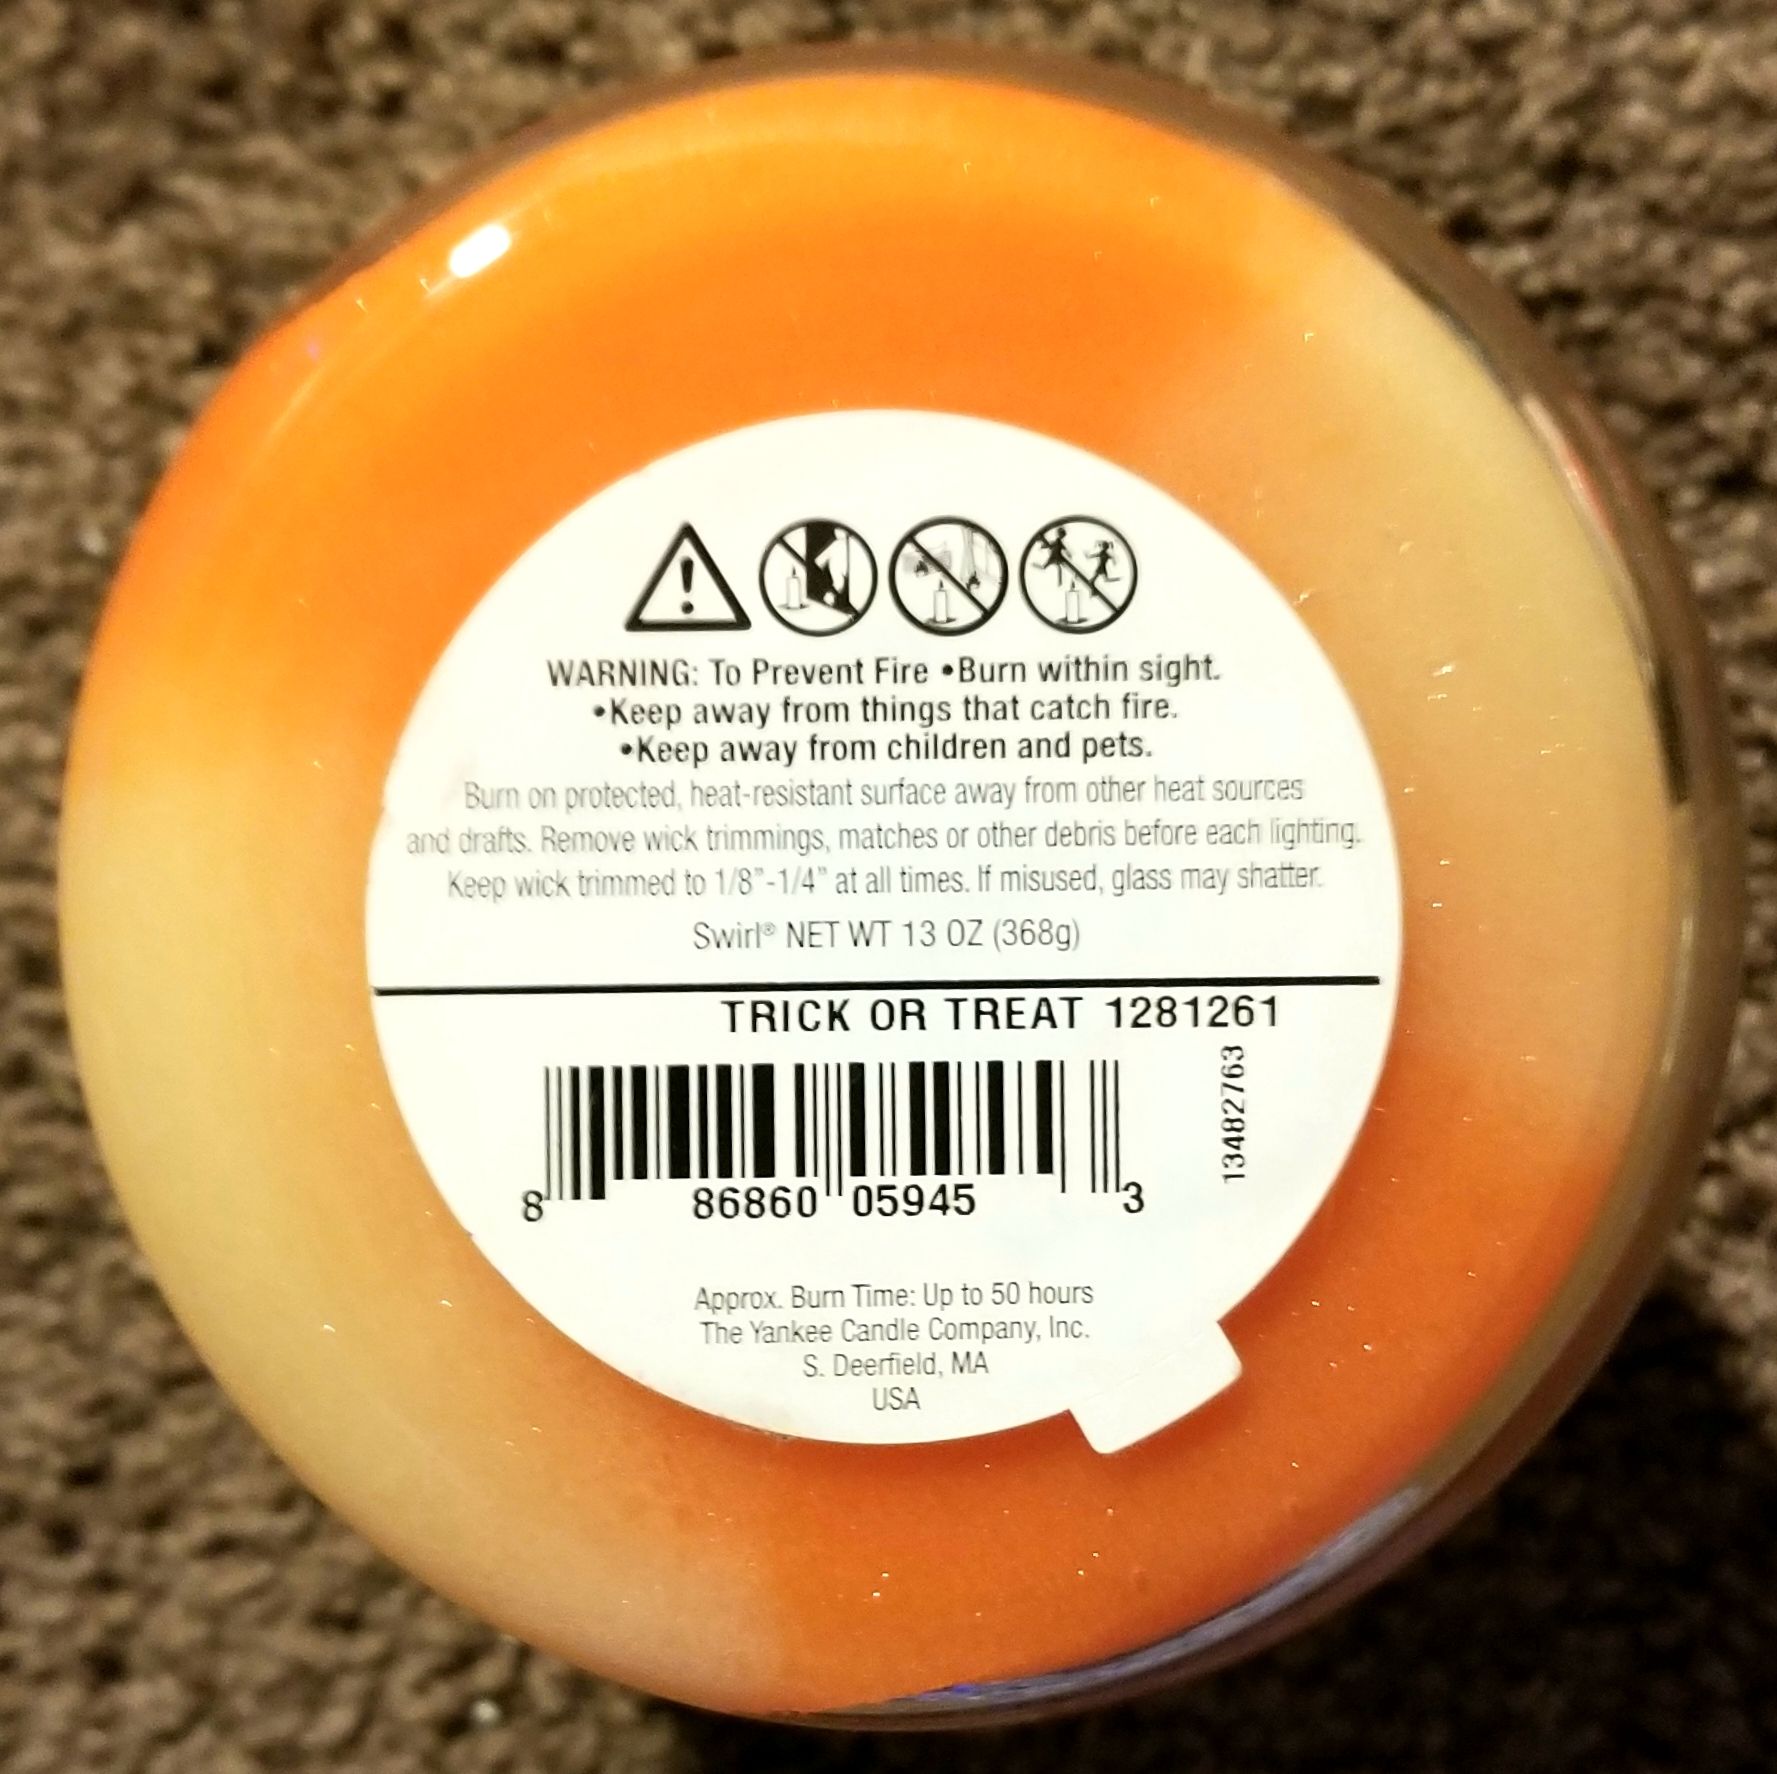 WARNING: To Prevent Fire •Burn within sight.
•Keep away from things that catch fire.
•Keep away from children and pets.
Burn on protected, heat-resistant surface away from other heat sources
and drafts. Remove wick trimmings, matches or other debris before each lighting.
Keep wick trimmed to 1/8”-1/4” at all times. If misused, glass may shatter.
Swirl® NET WT 13 OZ (368g)
TRICK OR TREAT 1281261
13482763
8 86860 05945 3
Approx. Burn Time: Up to 50 hours
The Yankee Candle Company, Inc.
S. Deerfield, MA
USA